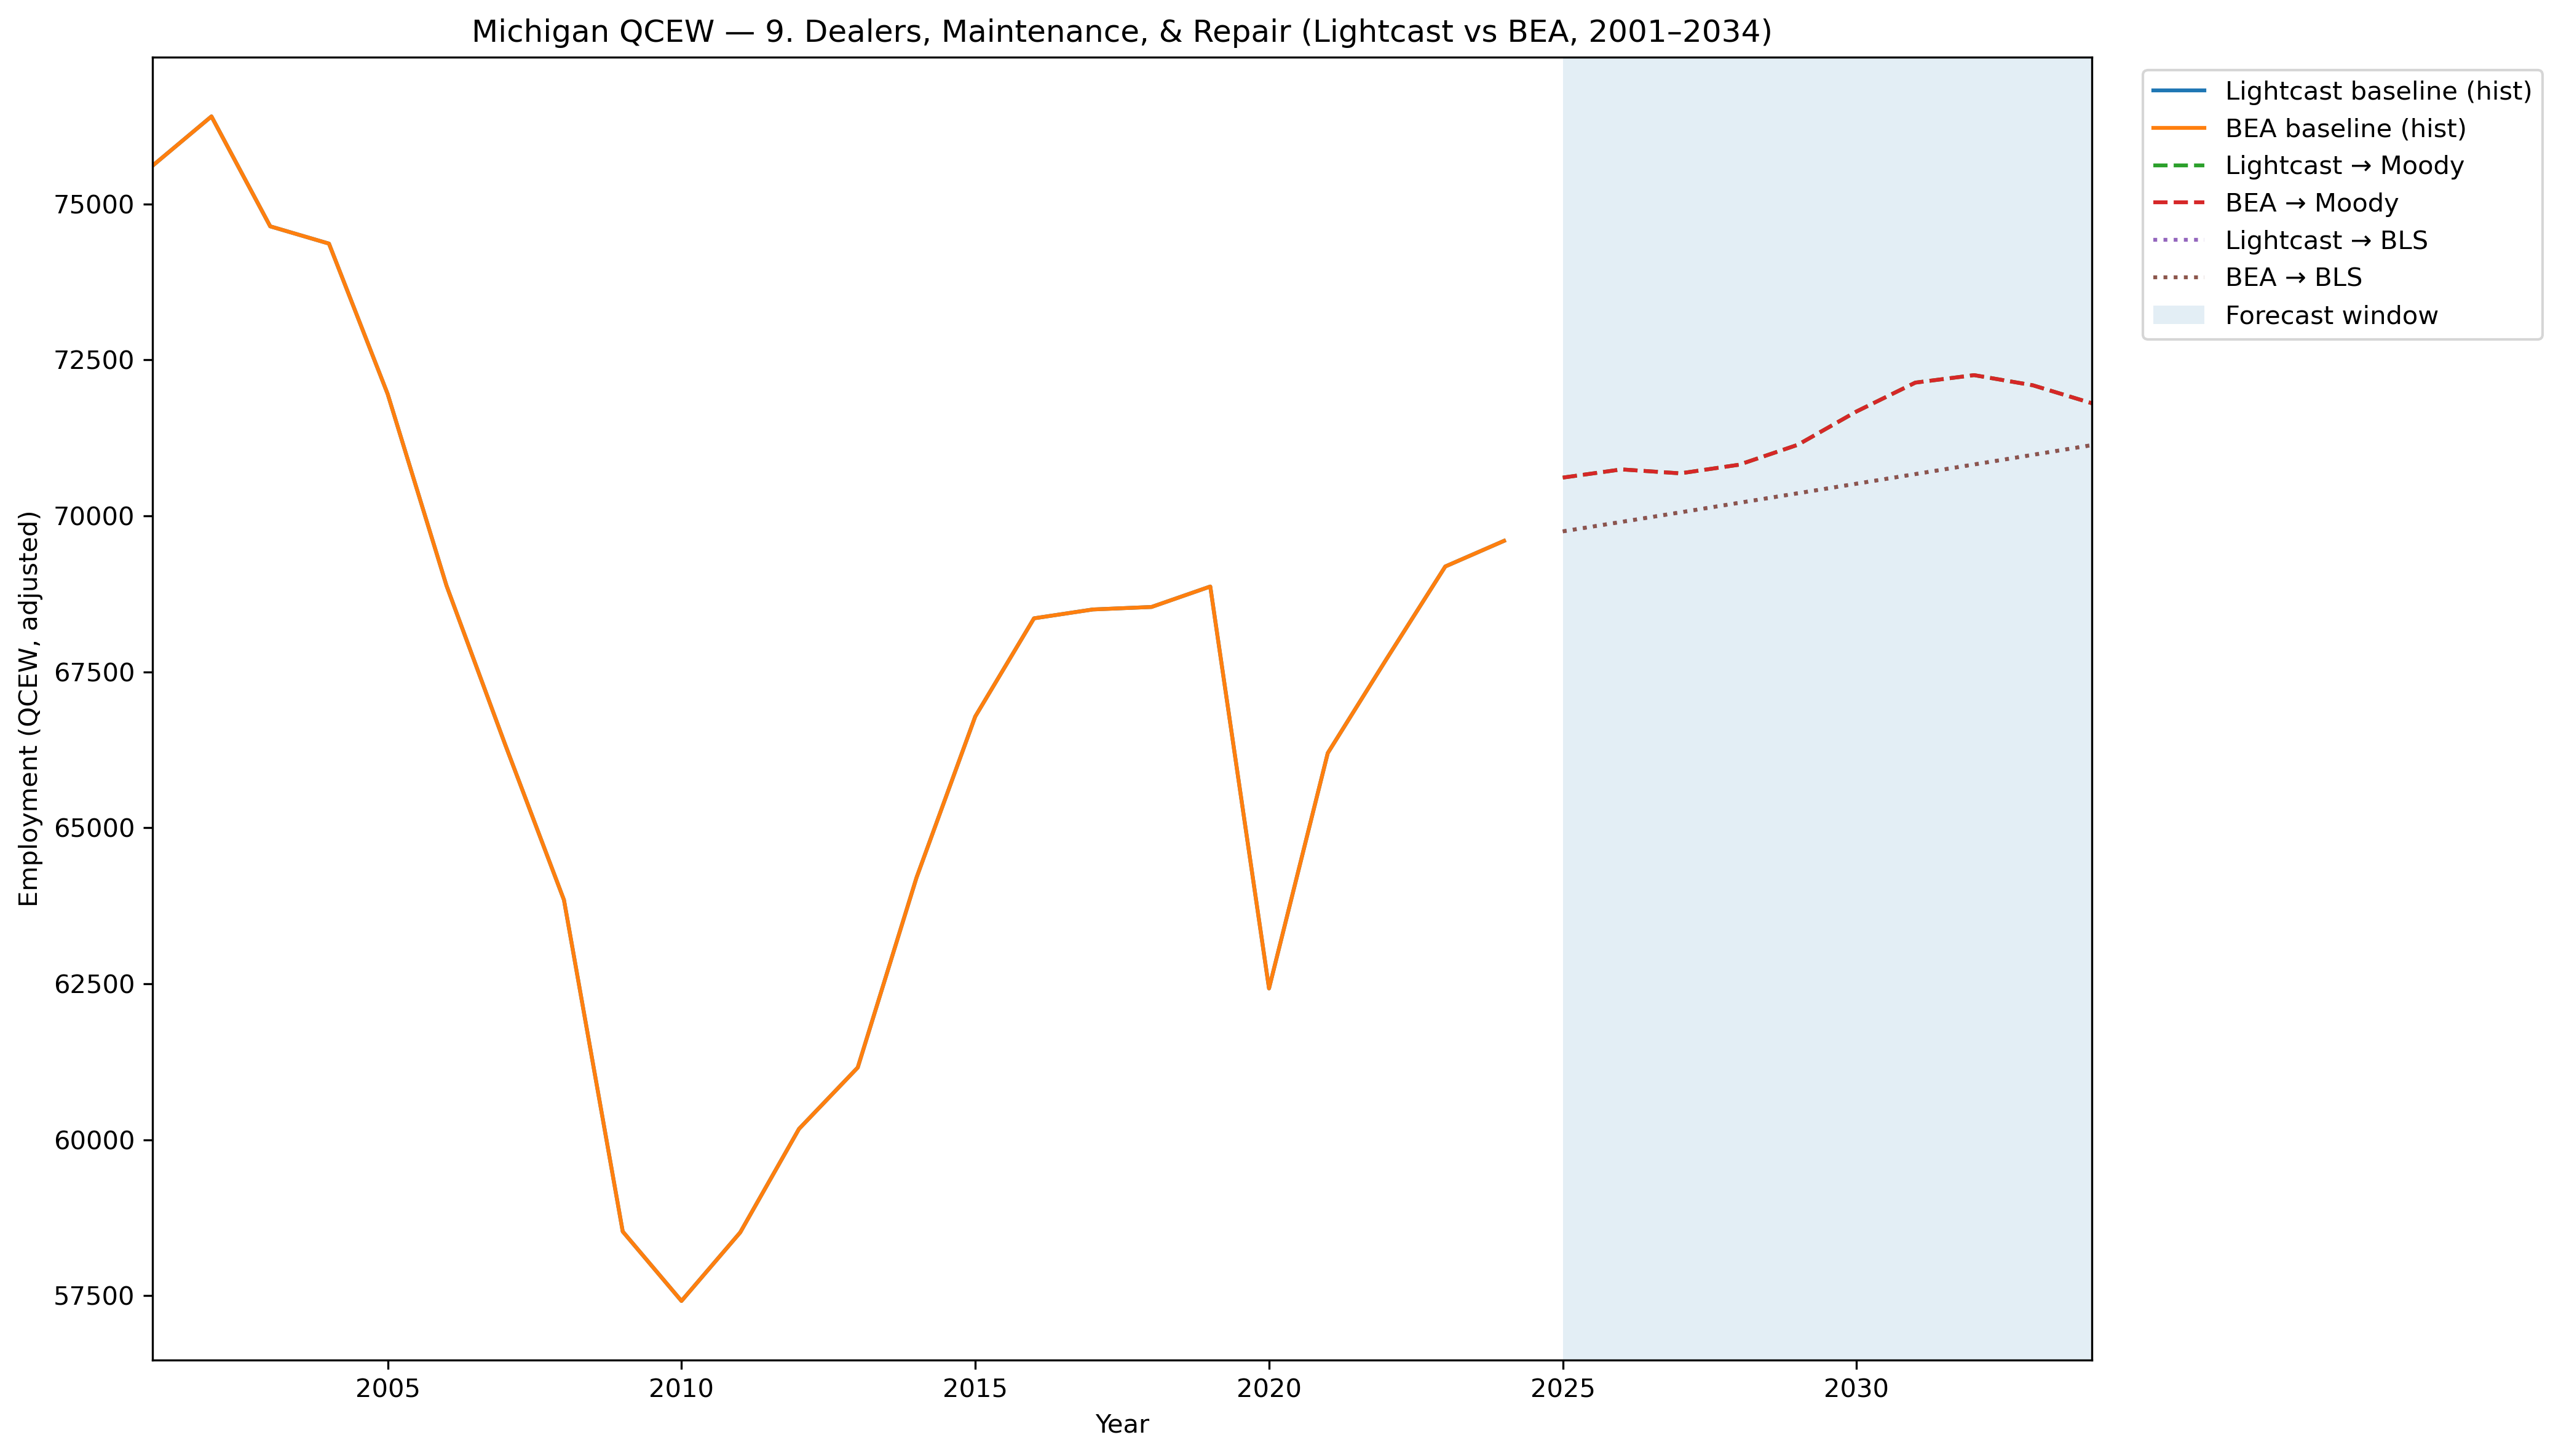 Michigan QCEW — 9. Dealers, Maintenance, & Repair (Lightcast vs BEA, 2001–2034)
Lightcast baseline (hist)
BEA baseline (hist)
Lightcast → Moody
BEA → Moody
Lightcast → BLS
BEA → BLS
Forecast window
Employment (QCEW, adjusted)
75000
72500
70000
67500
65000
62500
60000
57500
2005 2010 2015 2020 2025 2030
Year